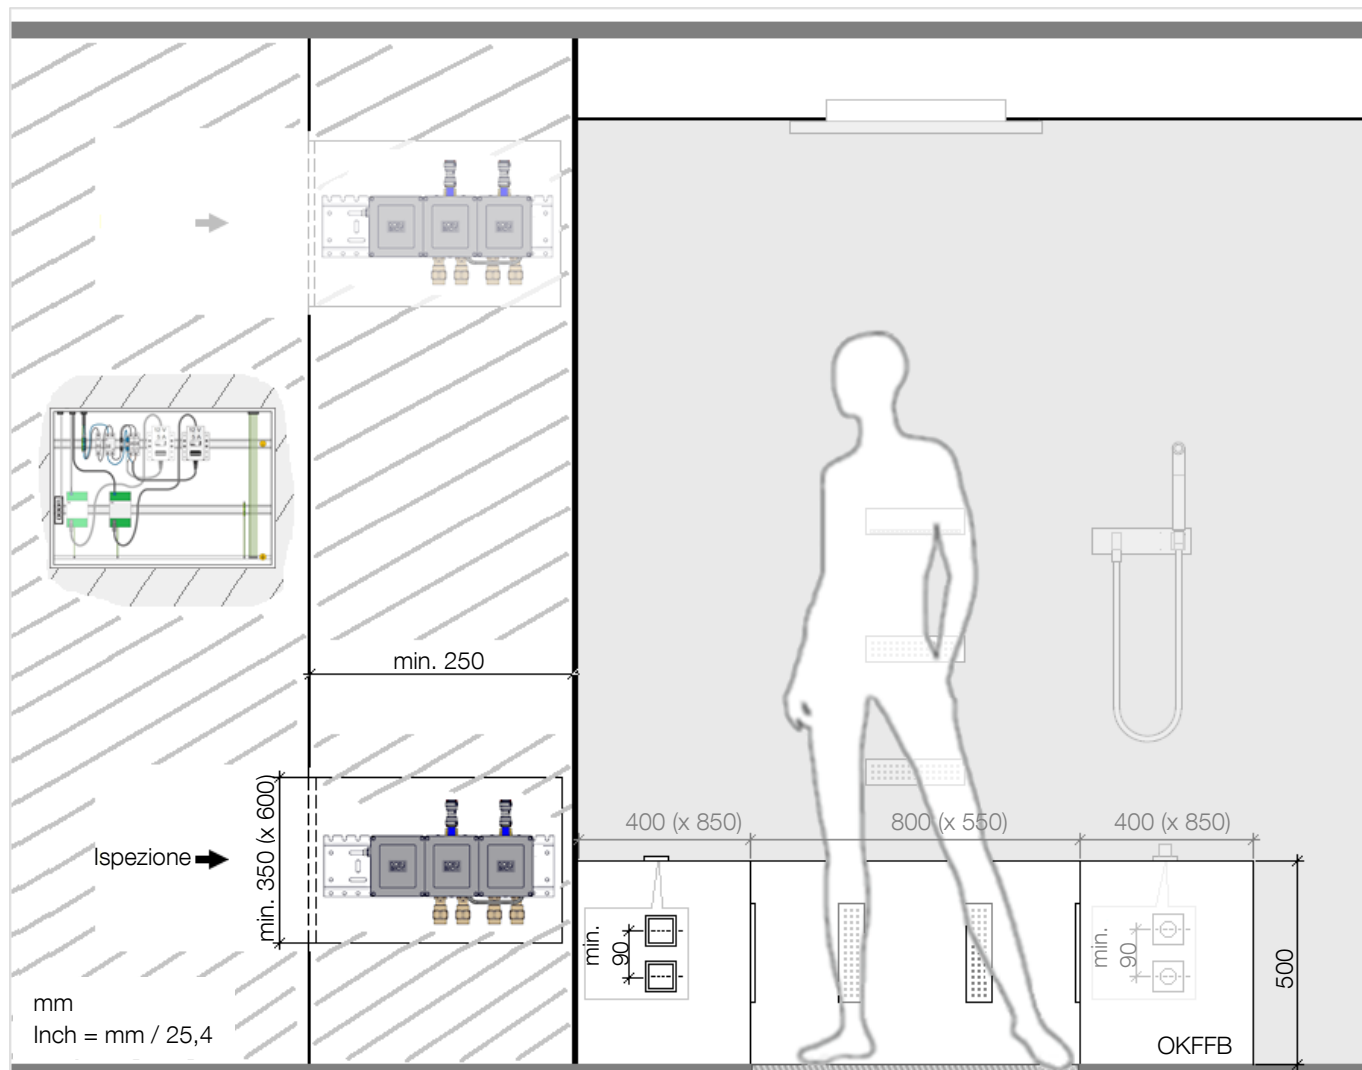 min. 250
400 (x 850)
800 (x 550)
400 (x 850)
min. 350 (x 600)
Ispezione
min.
90
min.
90
500
OKFFB
mm
Inch = mm / 25,4